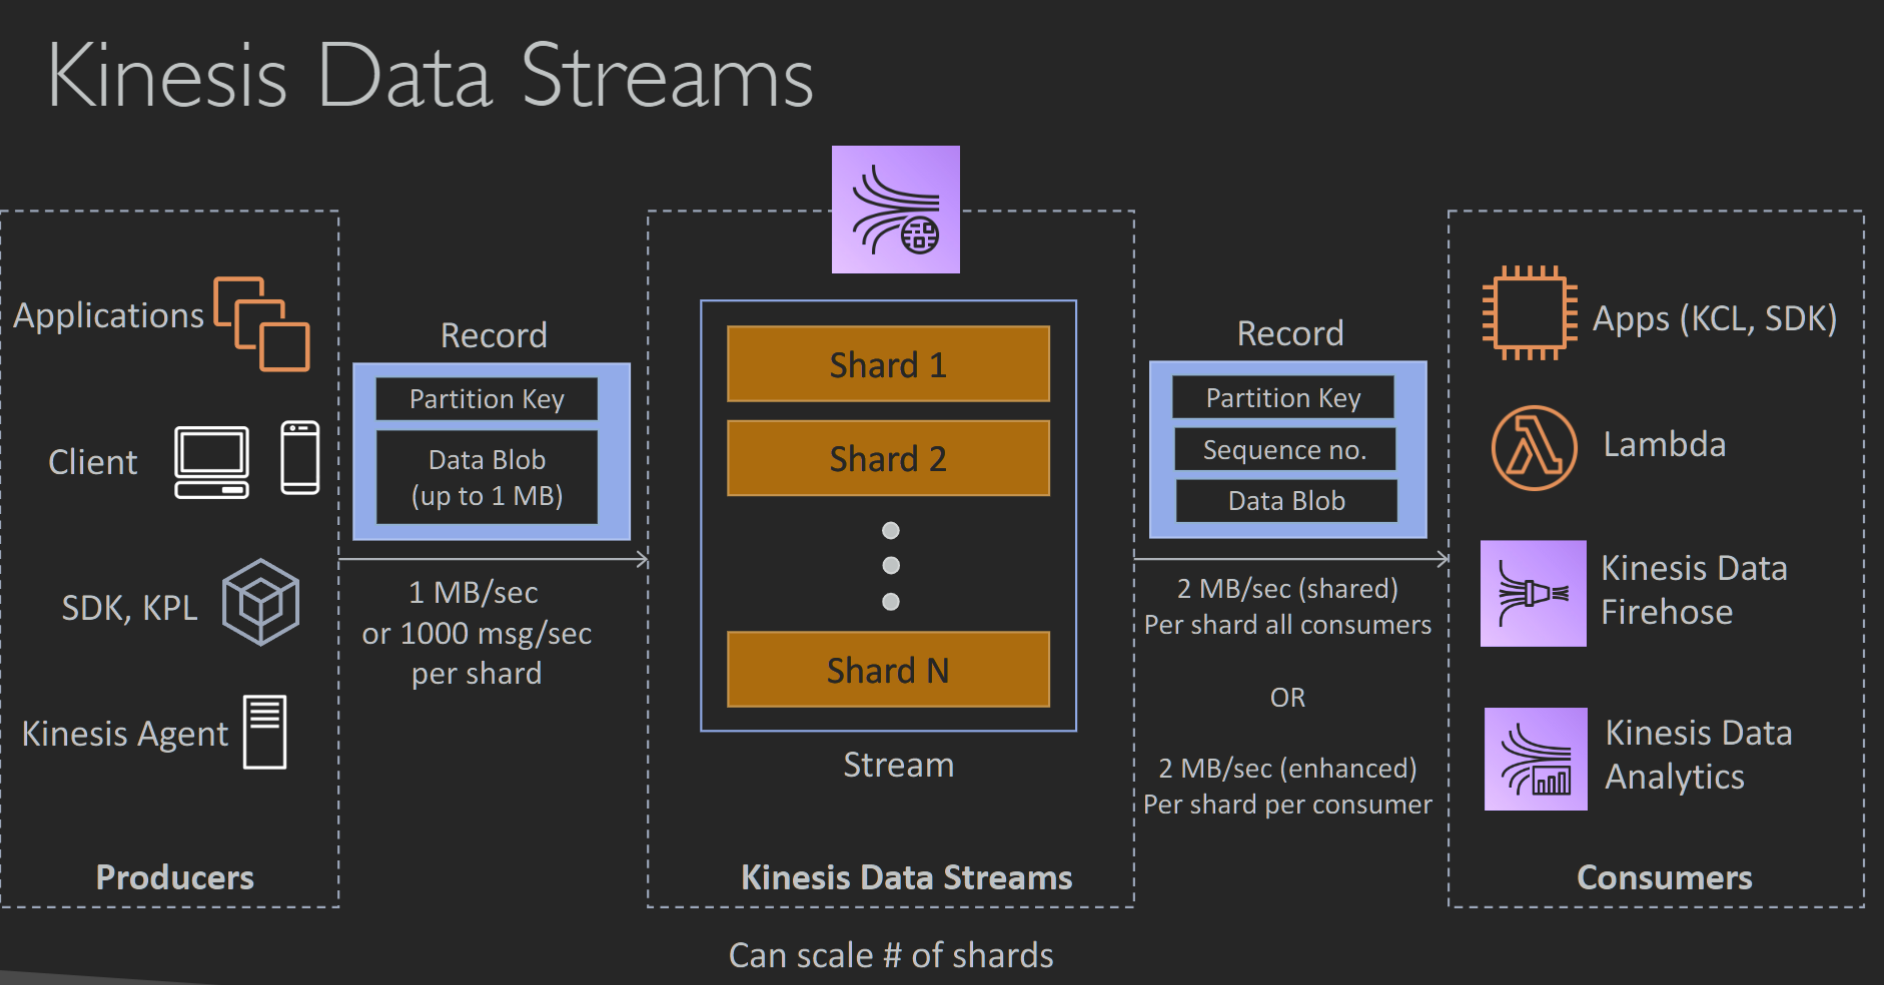 Kinesis Data Streams
Applications
Client
SDK, KPL
Kinesis Agent
Producers
Record
Partition Key
Data Blob
(up to 1 MB)
1 MB/sec
or 1000 msg/sec
per shard
Shard 1
Shard 2
Shard N
Stream
Kinesis Data Streams
Can scale # of shards
Record
Partition Key
Sequence no.
Data Blob
2 MB/sec (shared)
Per shard all consumers
OR
2 MB/sec (enhanced)
Per shard per consumer
Apps (KCL, SDK)
Lambda
Kinesis Data
Firehose
Kinesis Data
Analytics
Consumers